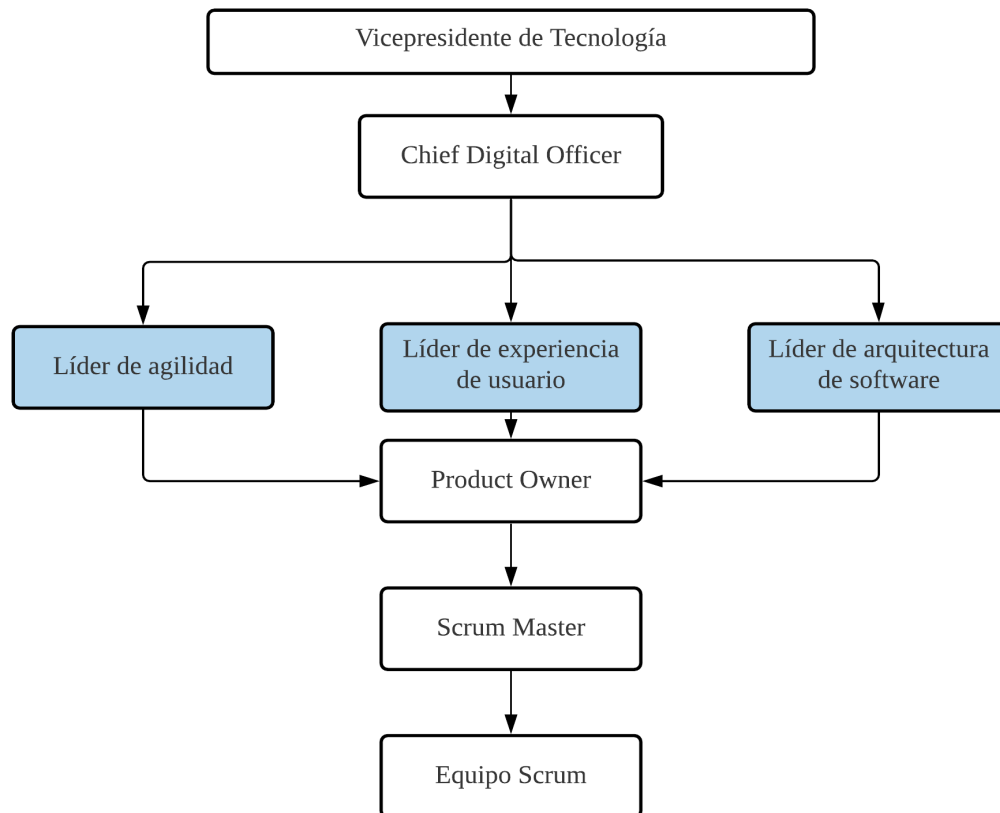 Vicepresidente de Tecnología
Chief Digital Officer
Líder de agilidad
Líder de experiencia
de usuario
Líder de arquitectura
de software
Product Owner
Scrum Master
Equipo Scrum